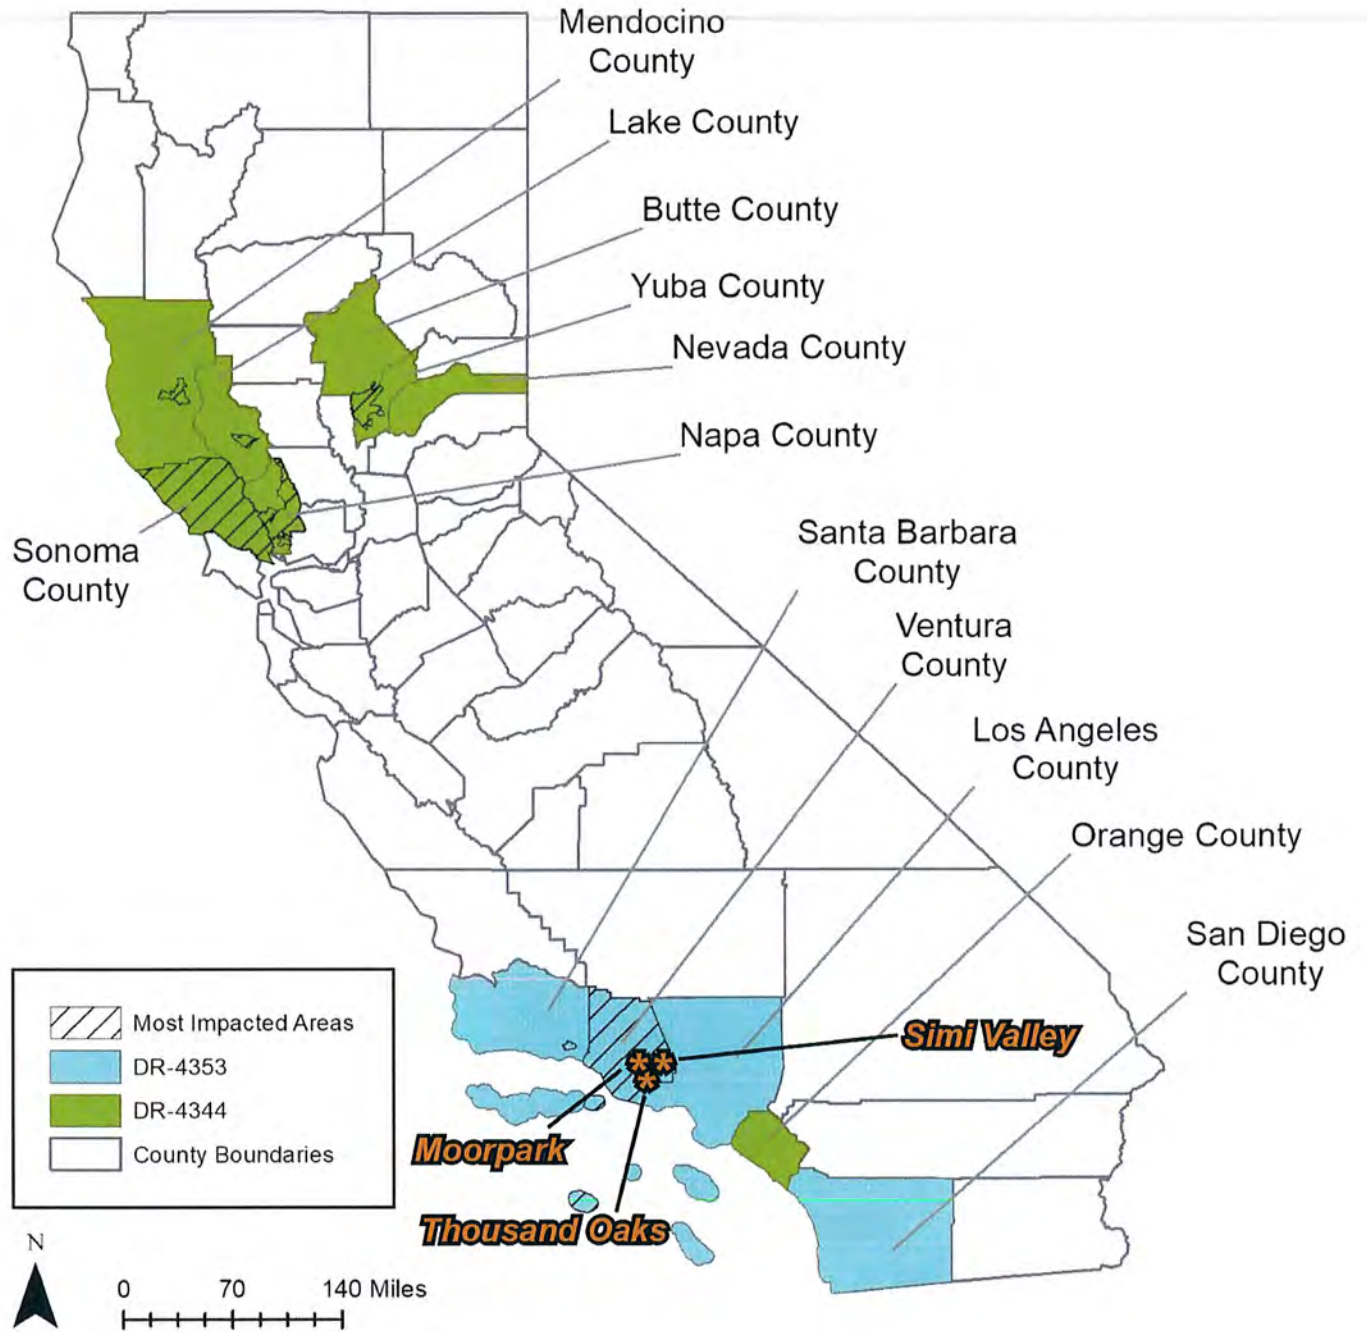 Mendocino
County
Lake County
Butte County
Yuba County
Nevada County
Napa County
Sonoma
County
Santa Barbara
County
Ventura
County
Los Angeles
County
Orange County
San Diego
County
Most Impacted Areas
DR-4353
DR-4344
County Boundaries
Simi Valley
Moorpark
Thousand Oaks
N
0 70 140 Miles